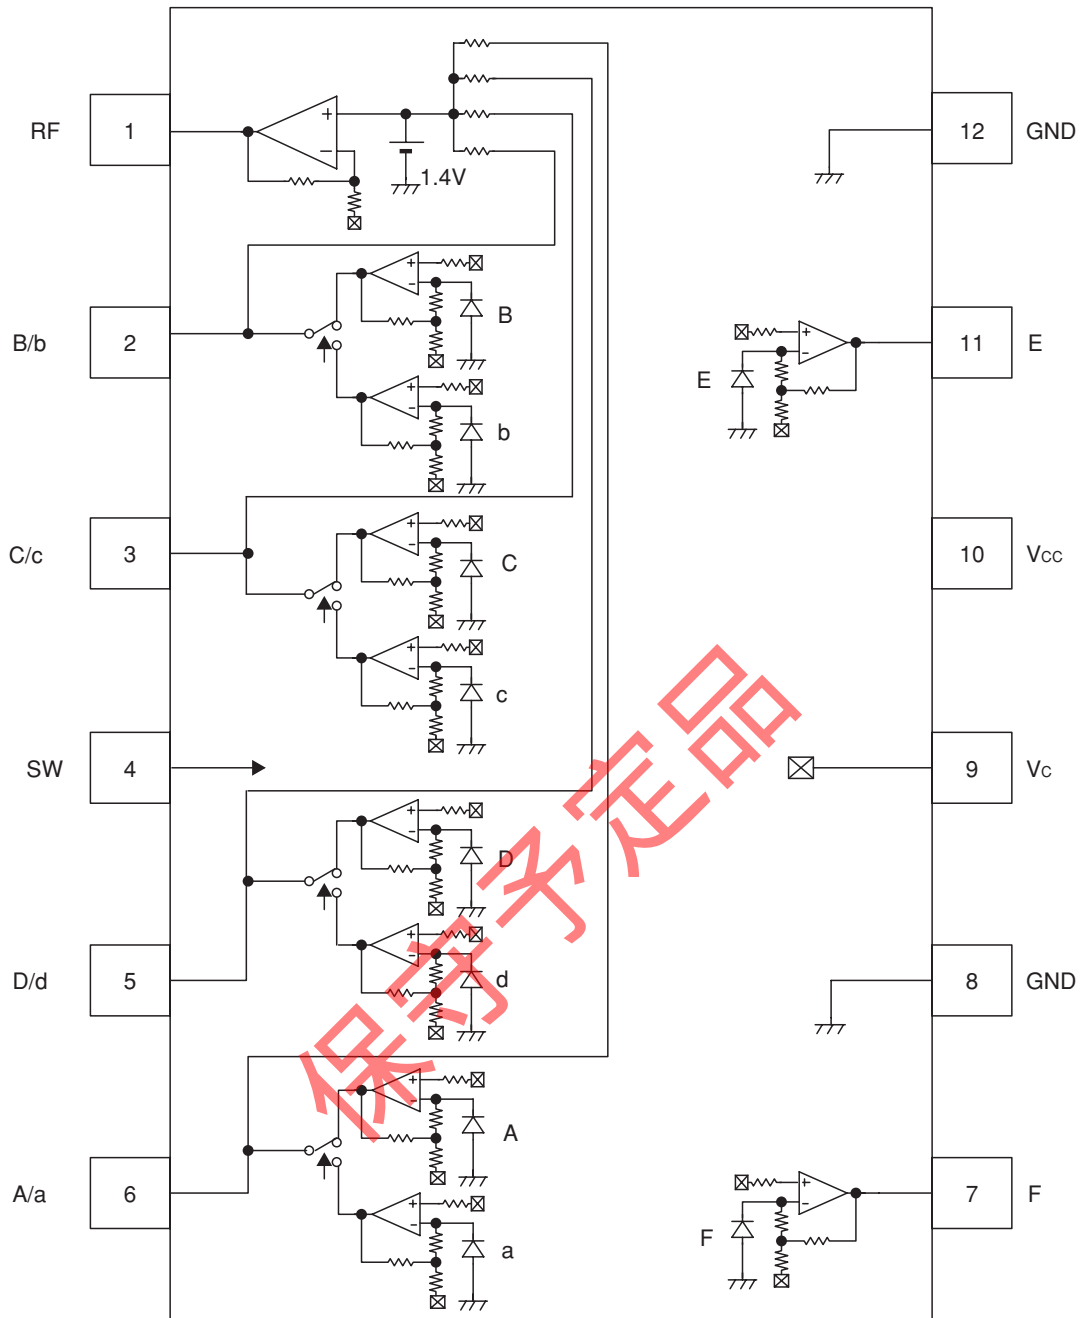 RF 1
12 GND
+
−
1.4V
B/b 2
+
−
B
+
−
b
11 E
+
−
E
C/c 3
+
−
C
+
−
c
10 VCC
SW 4
9 VC
D/d 5
+
−
D
+
−
d
8 GND
A/a 6
+
−
A
+
−
a
7 F
+
−
F
保守予定品